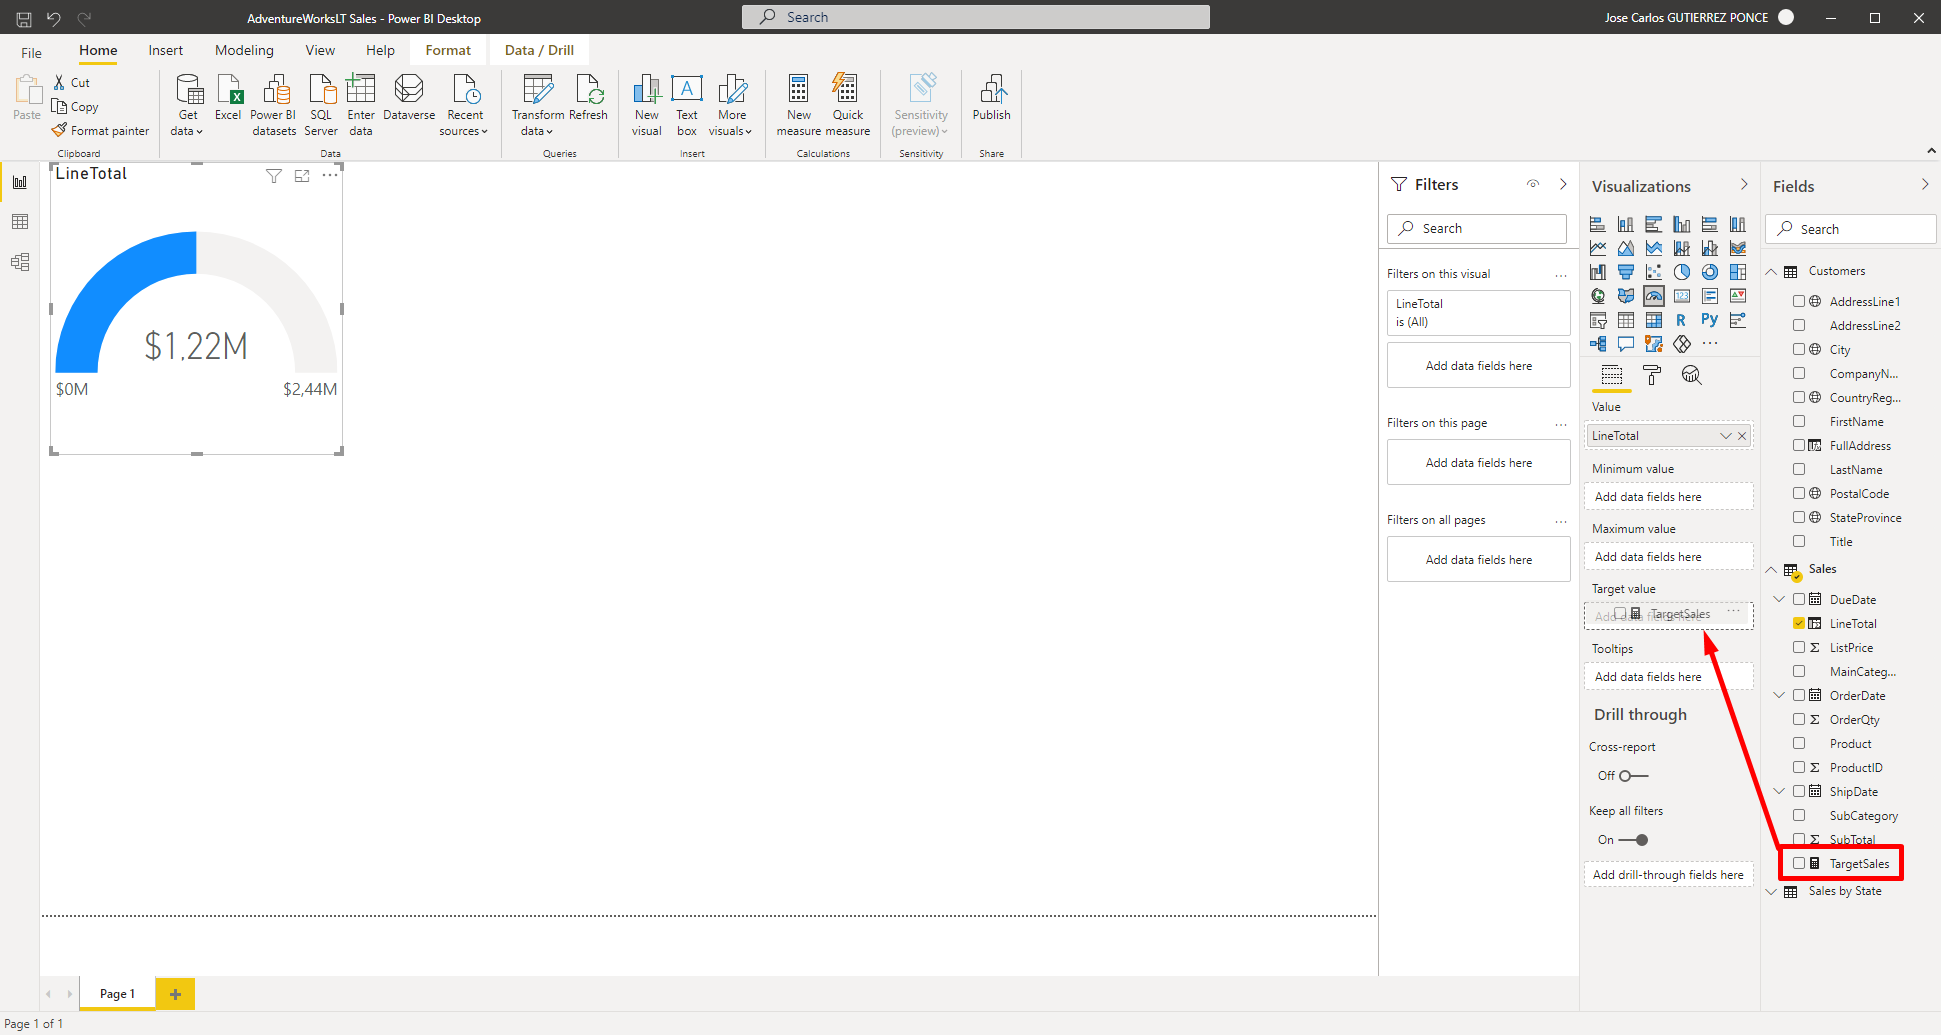 AdventureWorksLT Sales - Power BI Desktop
Search
Jose Carlos GUTIERREZ PONCE
File
Home
Insert
Modeling
View
Help
Format
Data / Drill
Paste
Cut
Copy
Format painter
Clipboard
Get
data
Excel
Power BI
datasets
SQL
Server
Enter
data
Dataverse
Recent
sources
Data
Transform
data
Refresh
Queries
New
visual
Text
box
More
visuals
Insert
New
measure
Quick
measure
Calculations
Sensitivity
(preview)
Sensitivity
Publish
Share
LineTotal
$1,22M
$0M
$2,44M
Filters
Search
Filters on this visual
LineTotal
is (All)
Add data fields here
Filters on this page
Add data fields here
Filters on all pages
Add data fields here
Visualizations
R
Py
Value
LineTotal
Minimum value
Add data fields here
Maximum value
Add data fields here
Target value
Add data fields here
TargetSales
Tooltips
Add data fields here
Drill through
Cross-report
Off
Keep all filters
On
Add drill-through fields here
Fields
Search
Customers
AddressLine1
AddressLine2
City
CompanyN...
CountryReg...
FirstName
FullAddress
LastName
PostalCode
StateProvince
Title
Sales
DueDate
LineTotal
ListPrice
MainCateg...
OrderDate
OrderQty
Product
ProductID
ShipDate
SubCategory
SubTotal
TargetSales
Sales by State
Page 1
Page 1 of 1